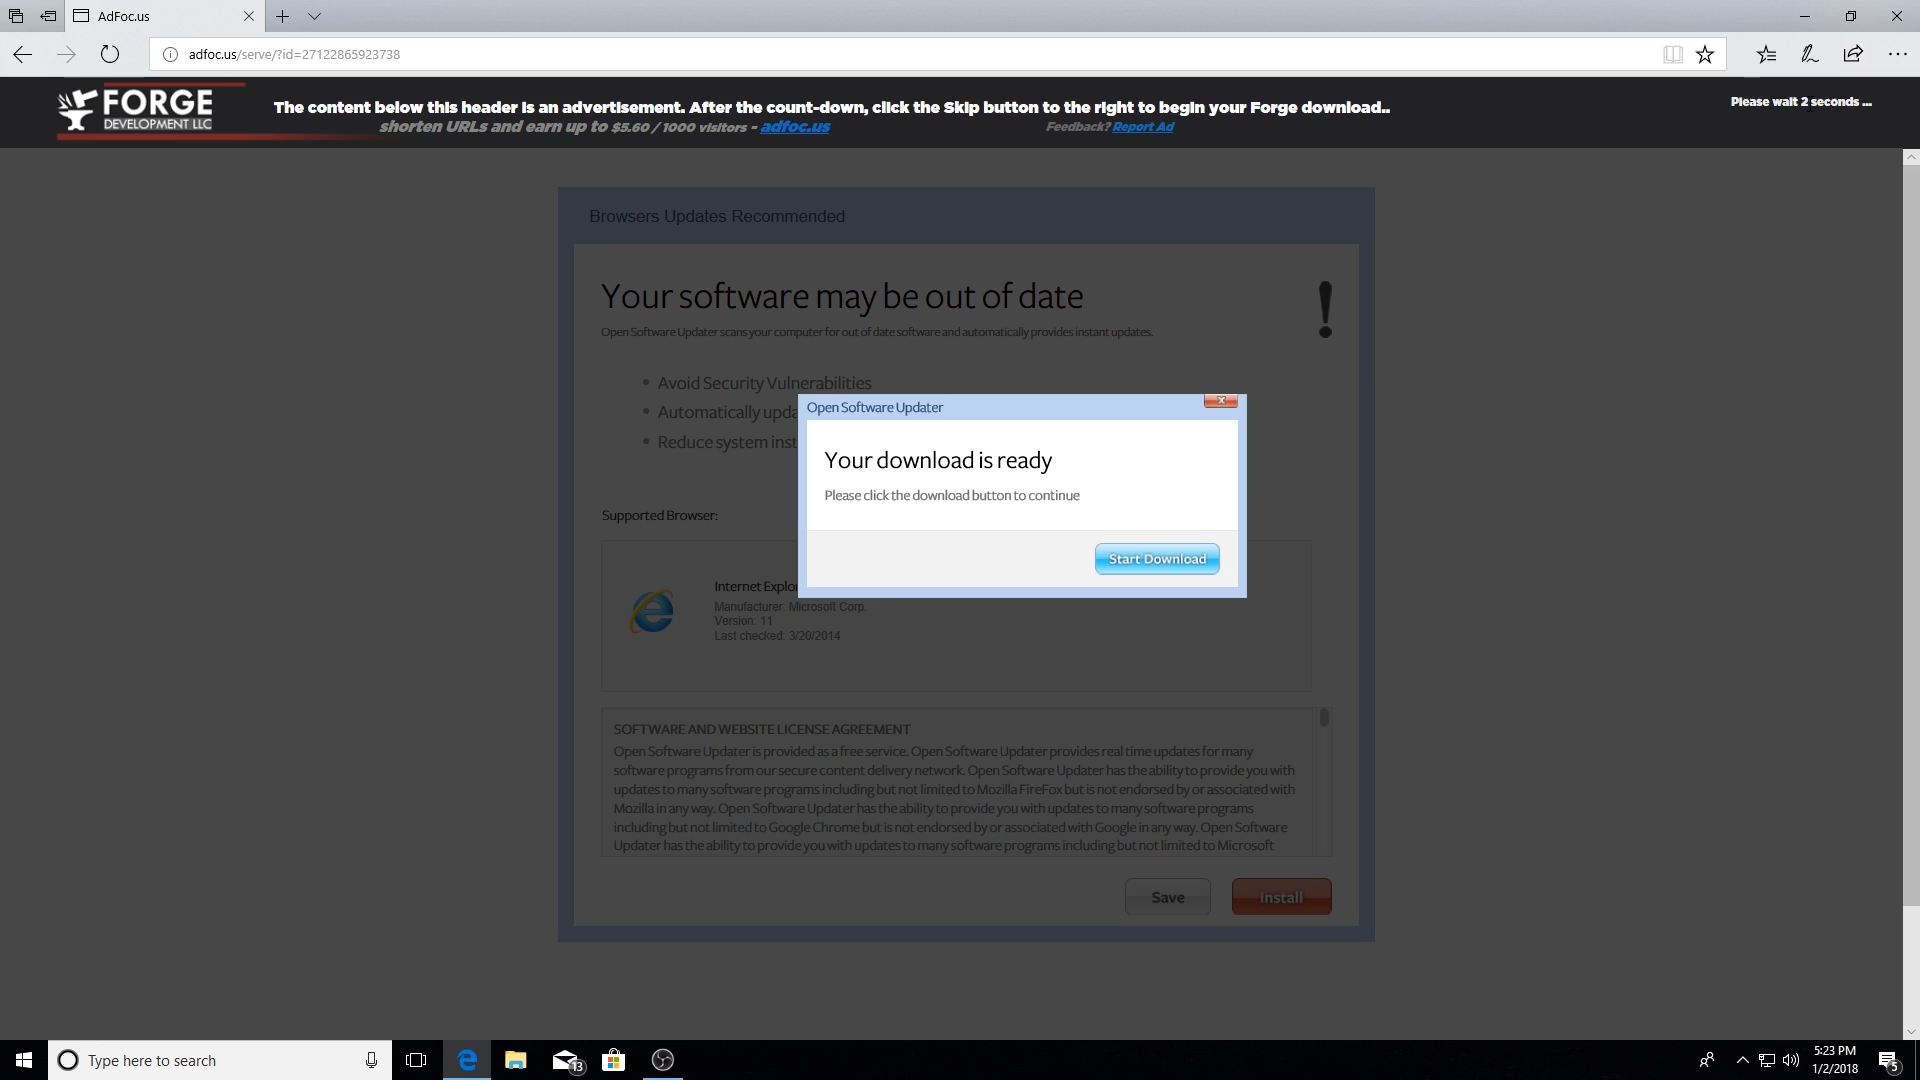 AdFoc.us
adfoc.us/serve/?id=27122865923738
FORGE
DEVELOPMENT LLC
The content below this header is an advertisement. After the count-down, click the Skip button to the right to begin your Forge download..
shorten URLs and earn up to $5.60 / 1000 visitors - adfoc.us
Feedback? Report Ad
Please wait 2 seconds ...
Browsers Updates Recommended
Your software may be out of date
Open Software Updater scans your computer for out of date software and automatically provides instant updates.
• Avoid Security Vulnerabilities
• Automatically upda
• Reduce system inst
Open Software Updater
x
Your download is ready
Please click the download button to continue
Start Download
Supported Browser:
Internet Explo
Manufacturer: Microsoft Corp.
Version: 11
Last checked: 3/20/2014
SOFTWARE AND WEBSITE LICENSE AGREEMENT
Open Software Updater is provided as a free service. Open Software Updater provides real time updates for many
software programs from our secure content delivery network. Open Software Updater has the ability to provide you with
updates to many software programs including but not limited to Mozilla FireFox but is not endorsed by or associated with
Mozilla in any way. Open Software Updater has the ability to provide you with updates to many software programs
including but not limited to Google Chrome but is not endorsed by or associated with Google in any way. Open Software
Updater has the ability to provide you with updates to many software programs including but not limited to Microsoft
Save
Install
Type here to search
13
5:23 PM
1/2/2018
5